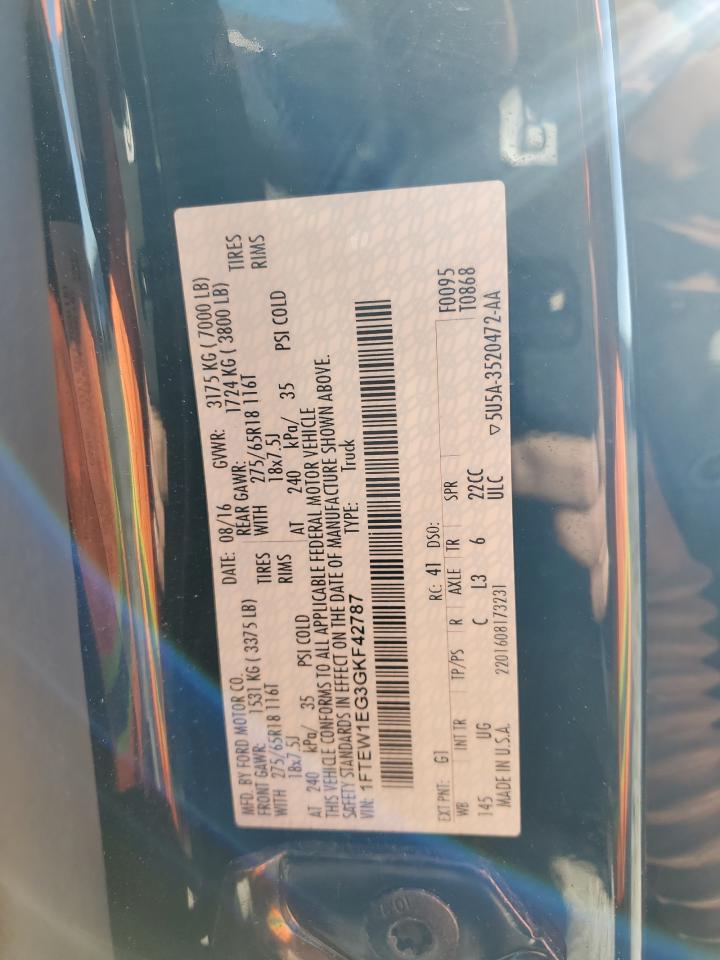 MFD. BY FORD MOTOR CO.
DATE: 08/16 GVWR: 3175 KG ( 7000 LB)
FRONT GAWR: 1531 KG ( 3375 LB)
REAR GAWR: 1724 KG ( 3800 LB)
WITH 275/65R18 116T TIRES
WITH 275/65R18 116T TIRES
18x7.5J RIMS
18x7.5J RIMS
AT 240 kPa/ 35 PSI COLD
AT 240 kPa/ 35 PSI COLD
THIS VEHICLE CONFORMS TO ALL APPLICABLE FEDERAL MOTOR VEHICLE
SAFETY STANDARDS IN EFFECT ON THE DATE OF MANUFACTURE SHOWN ABOVE.
VIN: 1FTEW1EG3GKF42787
TYPE: Truck
F0095
T0868
EXT PNT: G1 RC: 41 DSO:
WB INT TR TP/PS R AXLE TR SPR
145 UG C L3 6 22CC
ULC
MADE IN U.S.A. 2201608173231
▽ 5U5A-3520472-AA